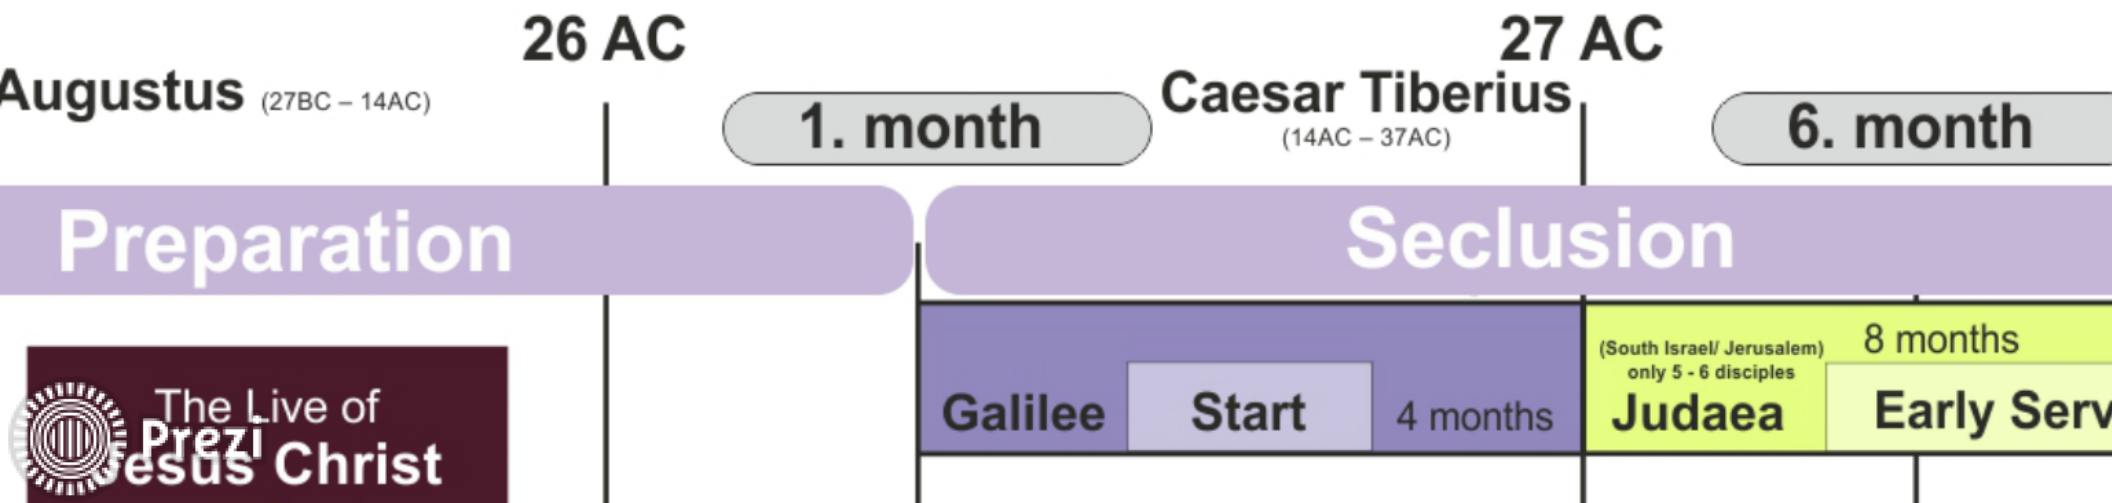 26 AC
27 AC
Augustus (27BC – 14AC)
1. month
Caesar Tiberius
(14AC – 37AC)
6. month
Preparation
Seclusion
Galilee
Start
4 months
(South Israel/ Jerusalem)
only 5 - 6 disciples
Judaea
8 months
Early Serv
The Live of
esus Christ
Prezi